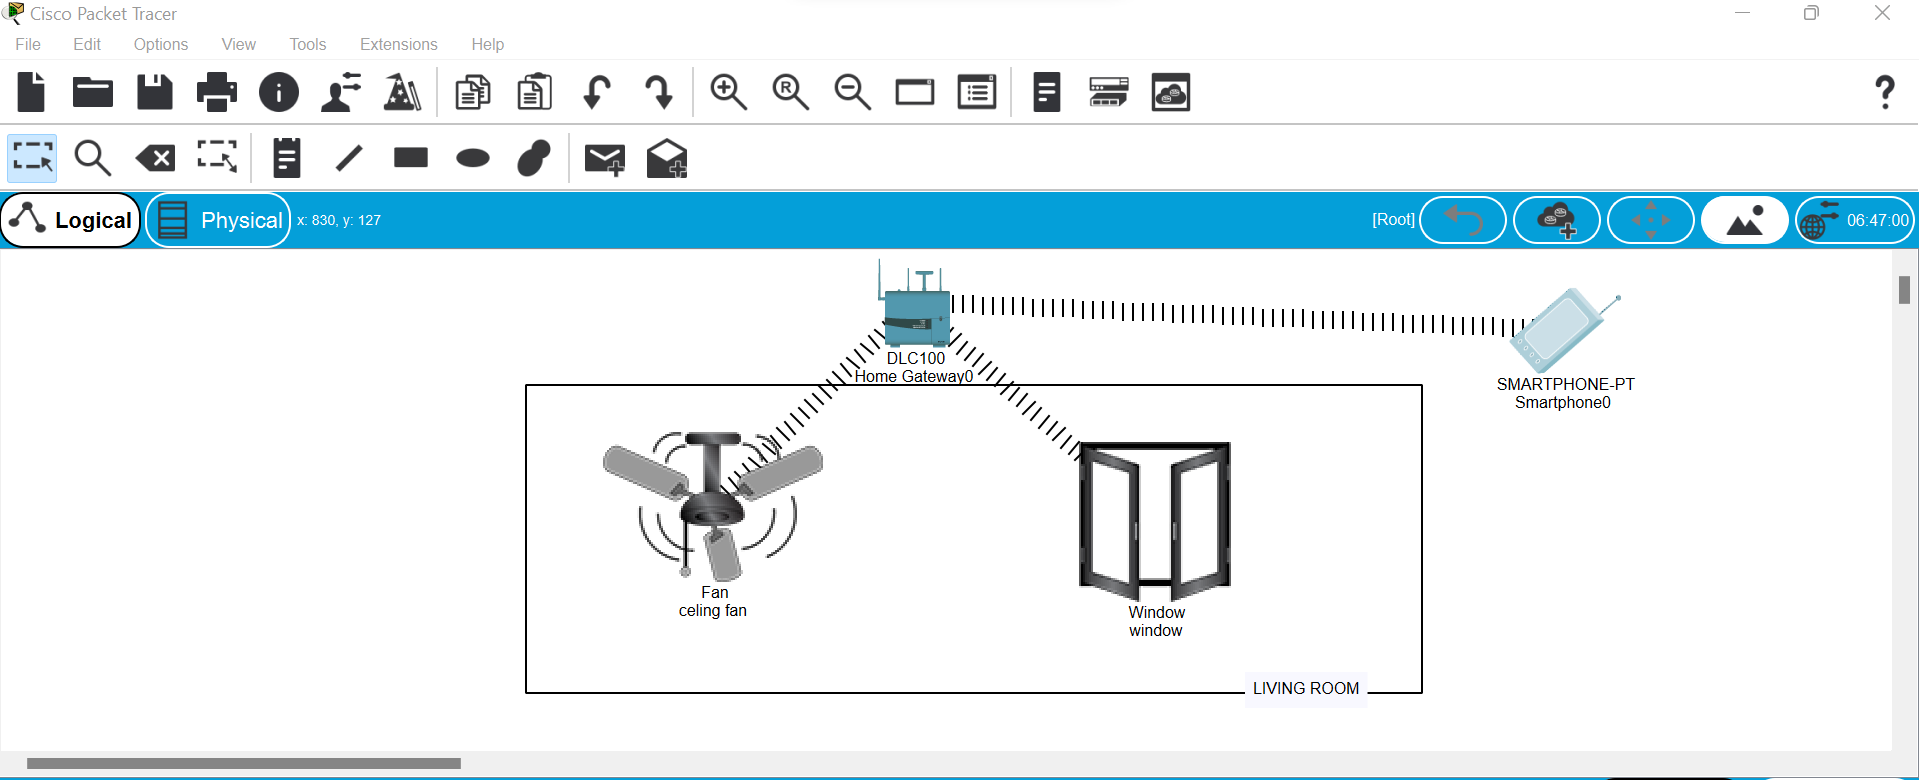 Cisco Packet Tracer
File Edit Options View Tools Extensions Help
Logical Physical x: 830, y: 127 [Root] 06:47:00
DLC100
Home Gateway0
SMARTPHONE-PT
Smartphone0
Fan
celing fan
Window
window
LIVING ROOM